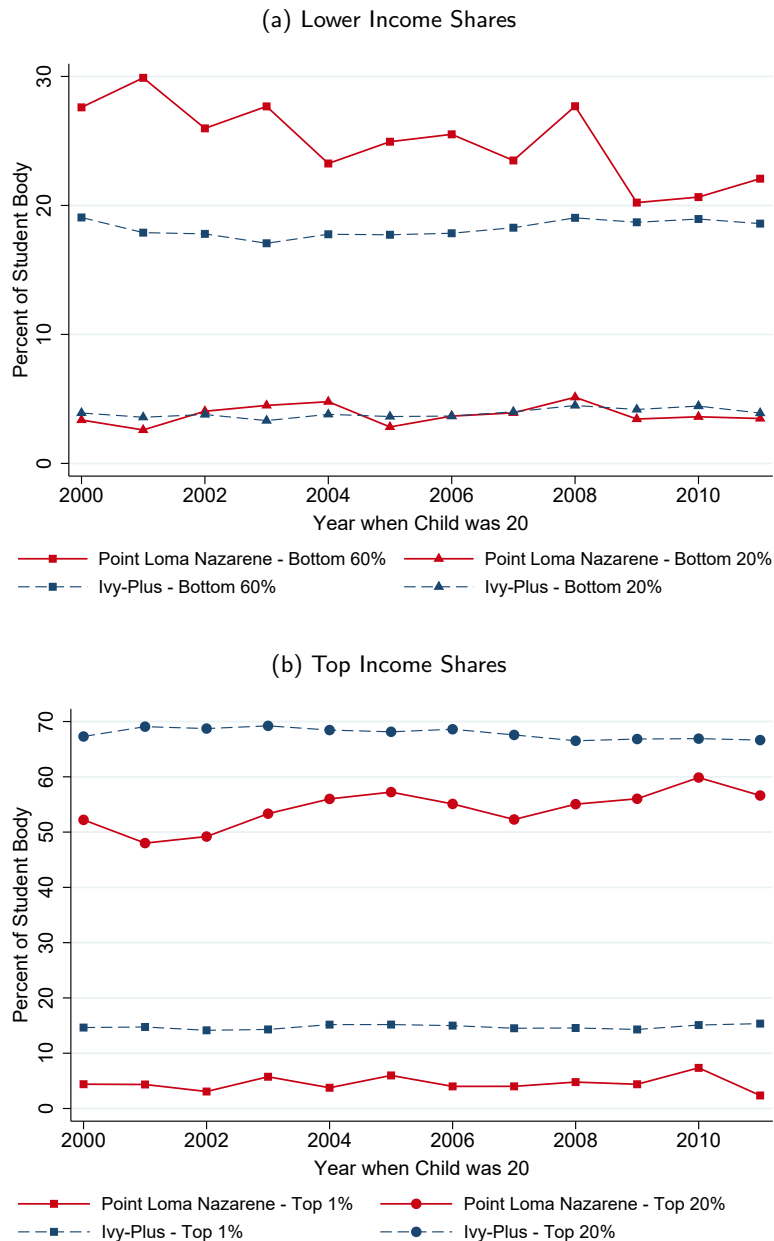 (a) Lower Income Shares
30
20
10
0
Percent of Student Body
2000 2002 2004 2006 2008 2010
Year when Child was 20
Point Loma Nazarene - Bottom 60% Point Loma Nazarene - Bottom 20%
Ivy-Plus - Bottom 60% Ivy-Plus - Bottom 20%
(b) Top Income Shares
70
60
50
40
30
20
10
0
Percent of Student Body
2000 2002 2004 2006 2008 2010
Year when Child was 20
Point Loma Nazarene - Top 1% Point Loma Nazarene - Top 20%
Ivy-Plus - Top 1% Ivy-Plus - Top 20%